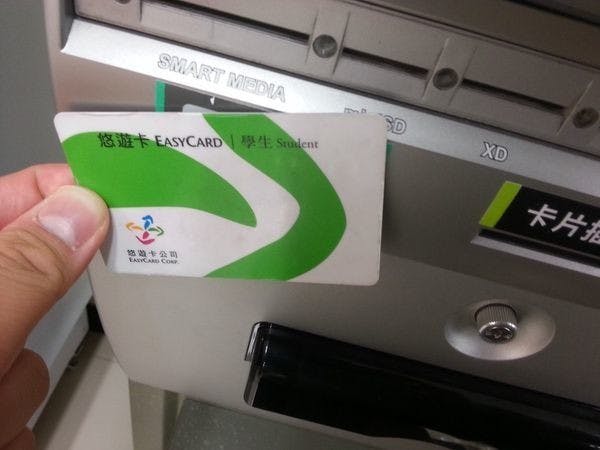 SMART MEDIA
XD
悠遊卡 EASYCARD | 學生 Student
卡片插
悠遊卡公司
EASYCARD CORP.